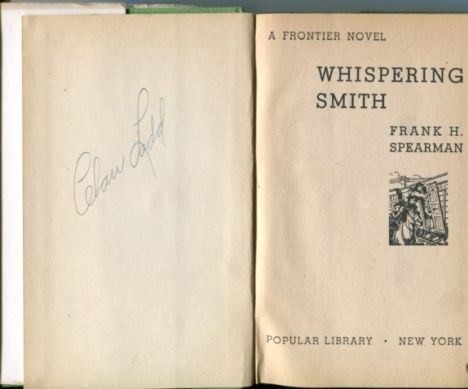 Alan Ladd
A FRONTIER NOVEL
WHISPERING
SMITH
FRANK H.
SPEARMAN
POPULAR LIBRARY • NEW YORK